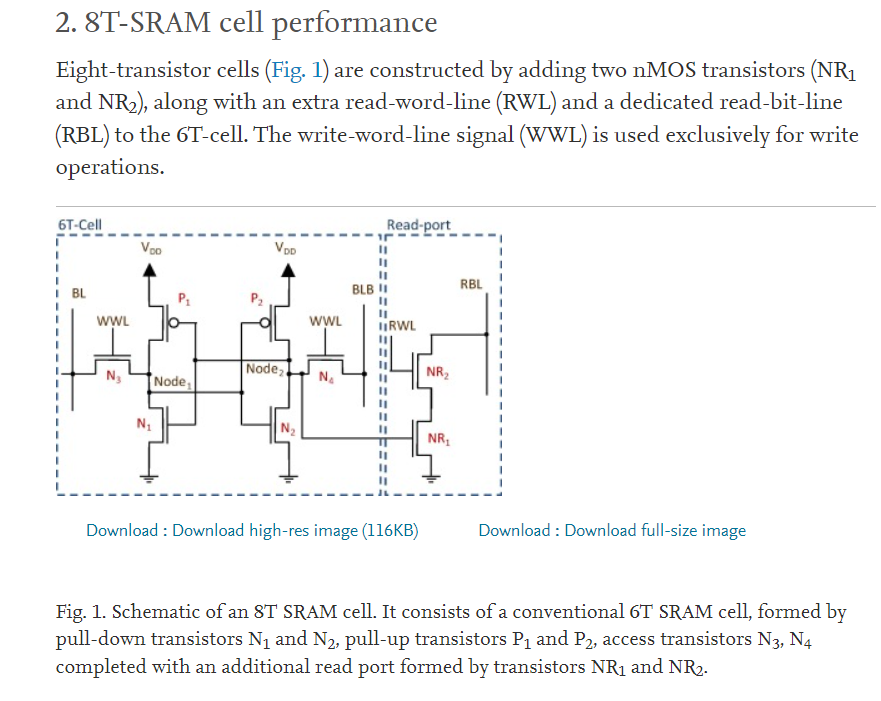 2. 8T-SRAM cell performance
Eight-transistor cells (Fig. 1) are constructed by adding two nMOS transistors (NR₁
and NR₂), along with an extra read-word-line (RWL) and a dedicated read-bit-line
(RBL) to the 6T-cell. The write-word-line signal (WWL) is used exclusively for write
operations.
6T-Cell
Read-port
V_DD
V_DD
BL
P₁
P₂
BLB
RBL
WWL
WWL
RWL
N₃
Node₁
Node₂
N₄
NR₂
N₁
N₂
NR₁
Download : Download high-res image (116KB)
Download : Download full-size image
Fig. 1. Schematic of an 8T SRAM cell. It consists of a conventional 6T SRAM cell, formed by
pull-down transistors N₁ and N₂, pull-up transistors P₁ and P₂, access transistors N₃, N₄
completed with an additional read port formed by transistors NR₁ and NR₂.